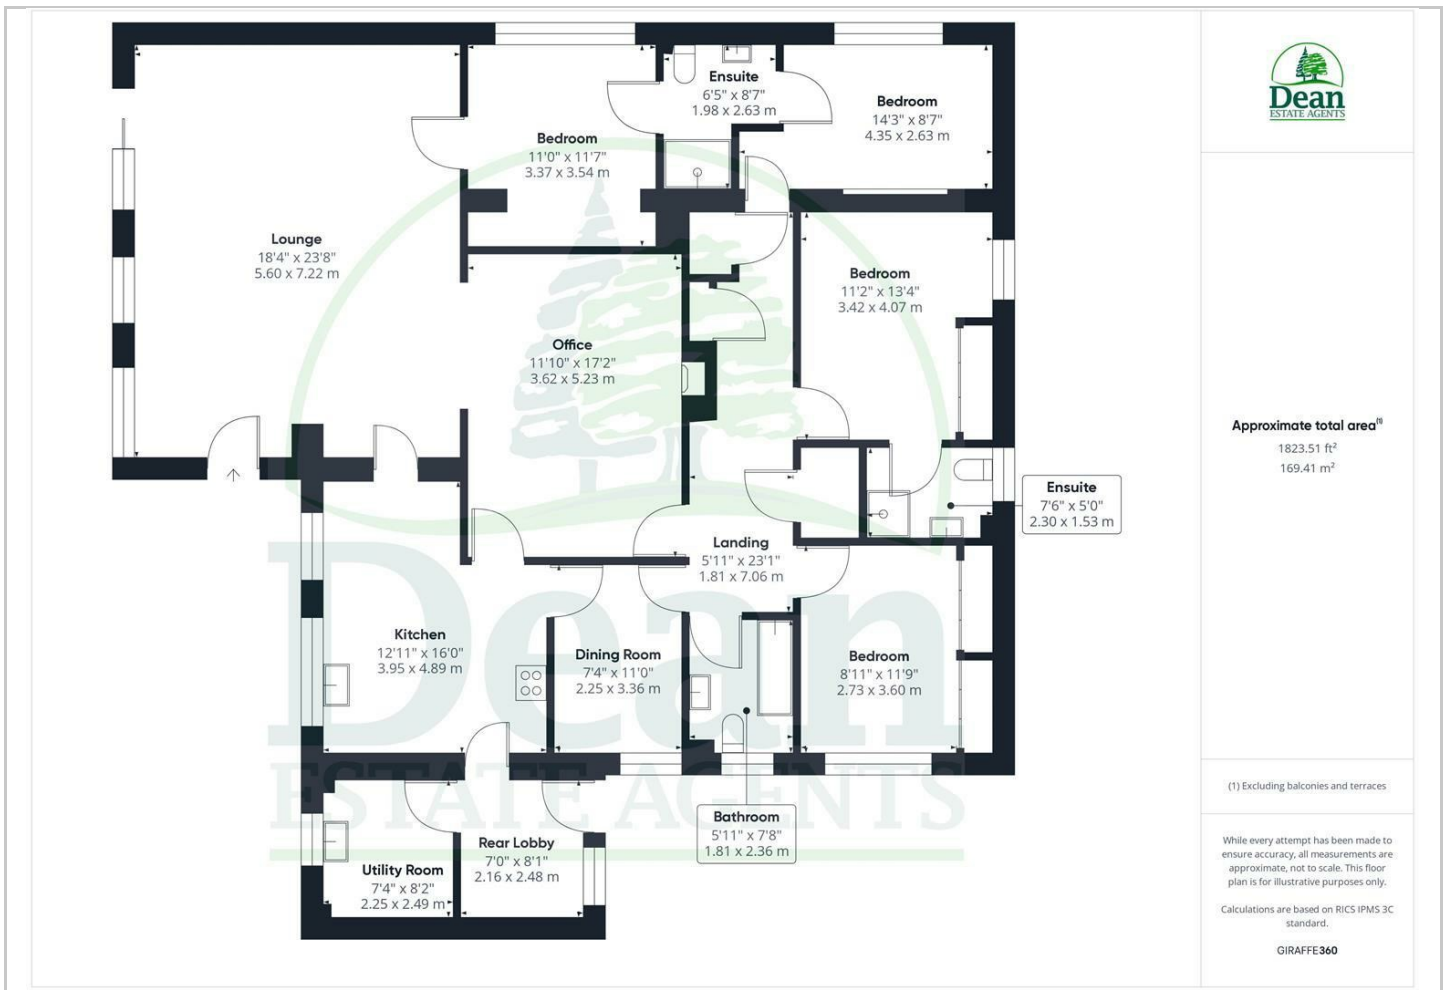 Lounge
18'4" x 23'8"
5.60 x 7.22 m
Bedroom
11'0" x 11'7"
3.37 x 3.54 m
Ensuite
6'5" x 8'7"
1.98 x 2.63 m
Bedroom
14'3" x 8'7"
4.35 x 2.63 m
Bedroom
11'2" x 13'4"
3.42 x 4.07 m
Office
11'10" x 17'2"
3.62 x 5.23 m
Ensuite
7'6" x 5'0"
2.30 x 1.53 m
Landing
5'11" x 23'1"
1.81 x 7.06 m
Kitchen
12'11" x 16'0"
3.95 x 4.89 m
Dining Room
7'4" x 11'0"
2.25 x 3.36 m
Bedroom
8'11" x 11'9"
2.73 x 3.60 m
Bathroom
5'11" x 7'8"
1.81 x 2.36 m
Rear Lobby
7'0" x 8'1"
2.16 x 2.48 m
Utility Room
7'4" x 8'2"
2.25 x 2.49 m
Dean
ESTATE AGENTS
Dean
ESTATE AGENTS
Approximate total area(1)
1823.51 ft²
169.41 m²
(1) Excluding balconies and terraces
While every attempt has been made to
ensure accuracy, all measurements are
approximate, not to scale. This floor
plan is for illustrative purposes only.
Calculations are based on RICS IPMS 3C
standard.
GIRAFFE360